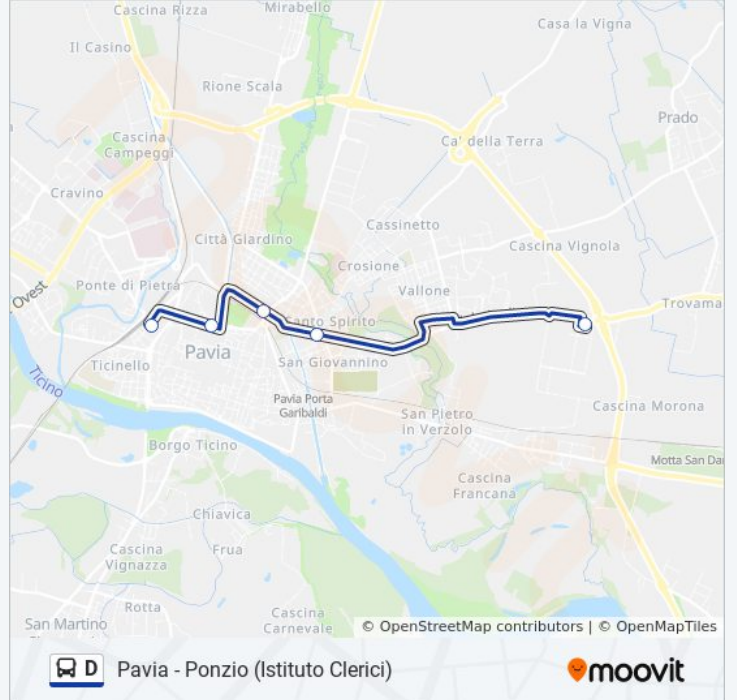 Cascina Rizza
Mirabello
Casa la Vigna
Il Casino
Rione Scala
Prado
Cascina
Campeggi
Ca' della Terra
Cravino
Cassinetto
Città Giardino
Cascina Vignola
Crosione
Ponte di Pietra
Vallone
Ovest
Trovama
Santo Spirito
Pavia
San Giovannino
Ticinello
Ticino
Pavia Porta
Garibaldi
Cascina Morona
San Pietro
in Verzolo
Borgo Ticino
Motta San Da
Cascina
Francana
Chiavica
Cascina
Vignazza
Frua
Rotta
Cascina
Carnevale
San Martino
© OpenStreetMap contributors | © OpenMapTiles
D Pavia - Ponzio (Istituto Clerici)
moovit